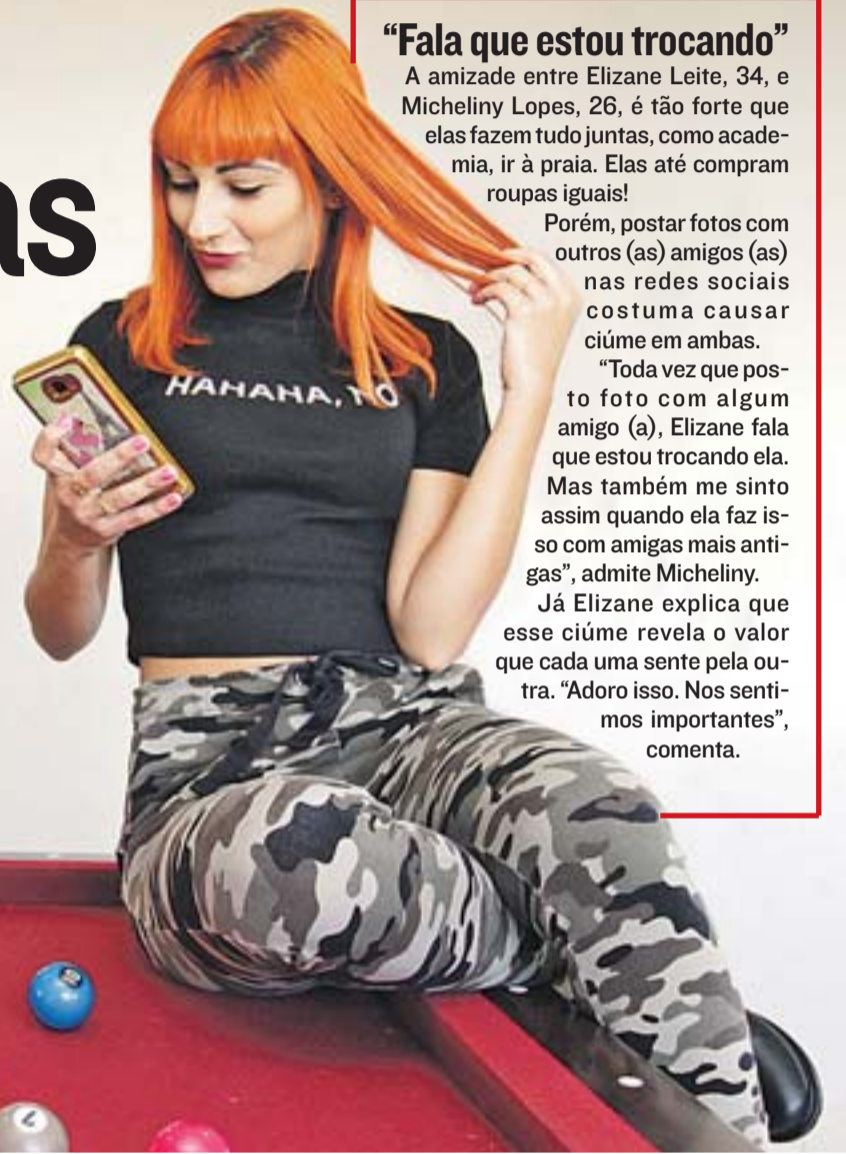 “Fala que estou trocando”
A amizade entre Elizane Leite, 34, e
Micheliny Lopes, 26, é tão forte que
elas fazem tudo juntas, como acade-
mia, ir à praia. Elas até compram
roupas iguais!
Porém, postar fotos com
outros (as) amigos (as)
nas redes sociais
costuma causar
ciúme em ambas.
“Toda vez que pos-
to foto com algum
amigo (a), Elizane fala
que estou trocando ela.
Mas também me sinto
assim quando ela faz is-
so com amigas mais anti-
gas”, admite Micheliny.
Já Elizane explica que
esse ciúme revela o valor
que cada uma sente pela ou-
tra. “Adoro isso. Nos senti-
mos importantes”,
comenta.
as
HAHAHA, NO